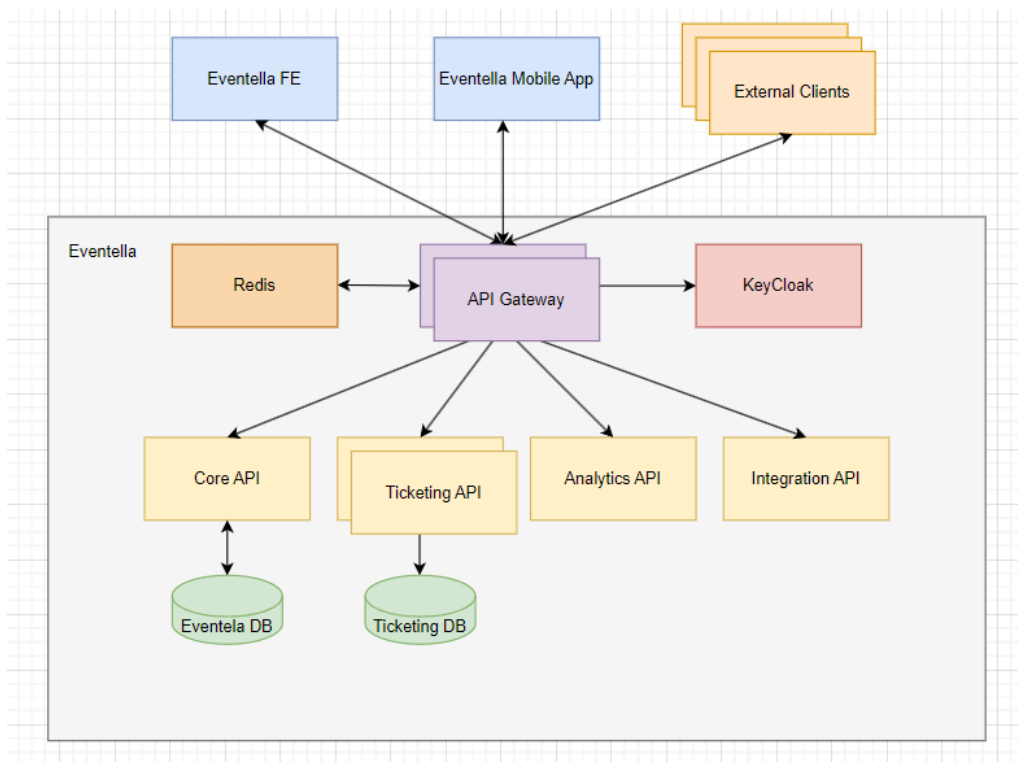 Eventella FE
Eventella Mobile App
External Clients
Eventella
Redis
API Gateway
KeyCloak
Core API
Ticketing API
Analytics API
Integration API
Eventela DB
Ticketing DB